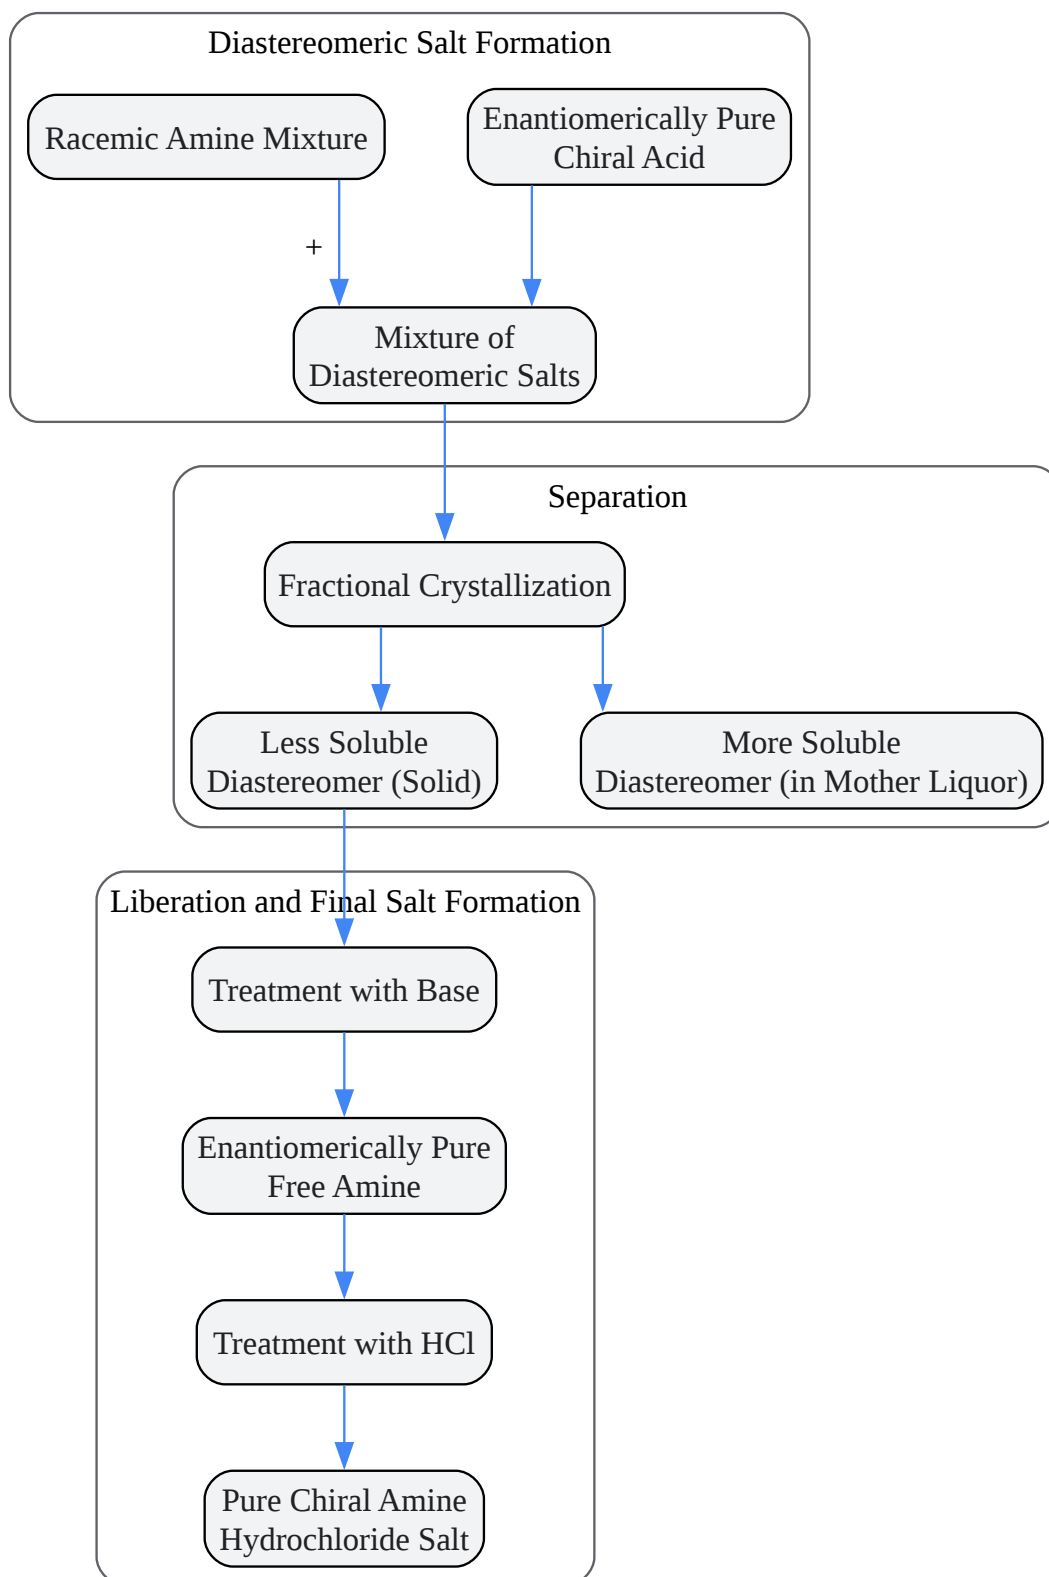 Diastereomeric Salt Formation
Racemic Amine Mixture
Enantiomerically Pure
Chiral Acid
+
Mixture of
Diastereomeric Salts
Separation
Fractional Crystallization
Less Soluble
Diastereomer (Solid)
More Soluble
Diastereomer (in Mother Liquor)
Liberation and Final Salt Formation
Treatment with Base
Enantiomerically Pure
Free Amine
Treatment with HCl
Pure Chiral Amine
Hydrochloride Salt